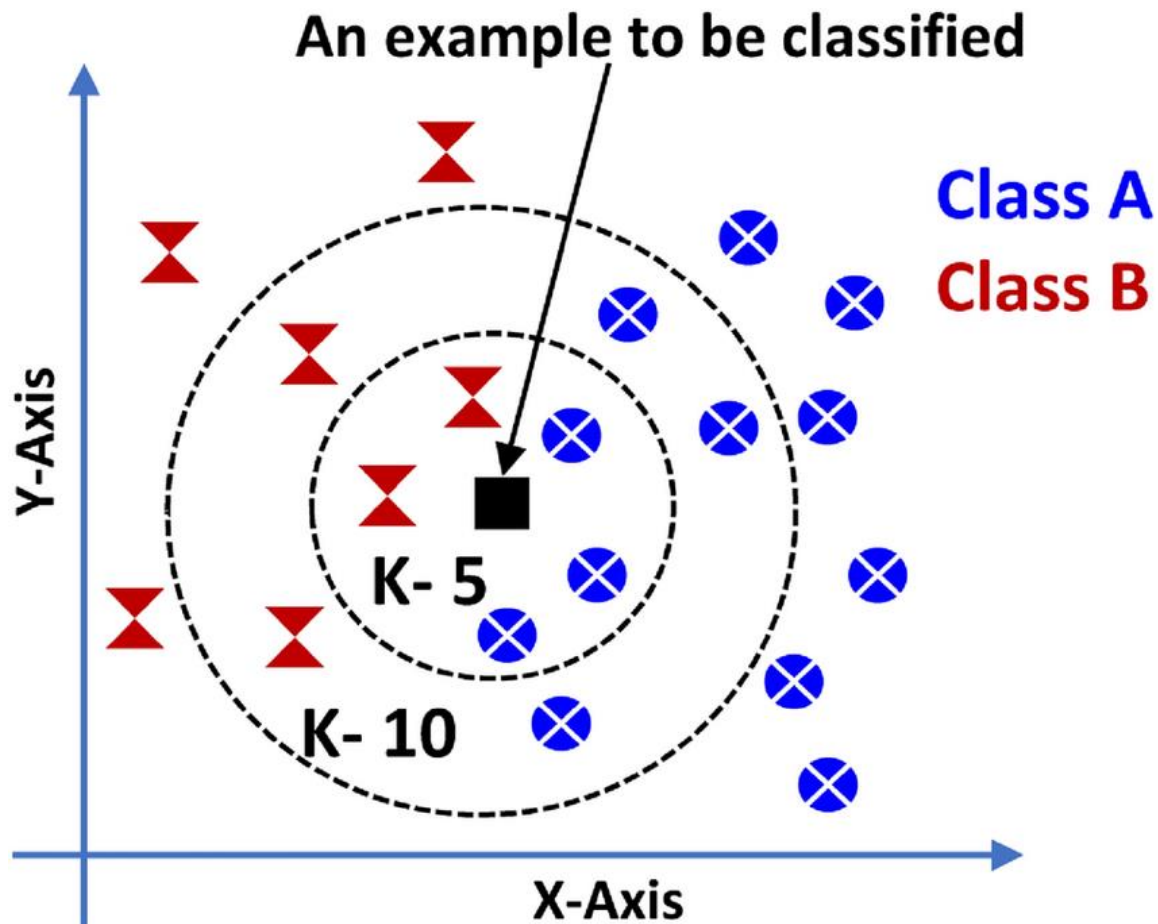 An example to be classified
Class A
Class B
Y-Axis
K- 5
K- 10
X-Axis